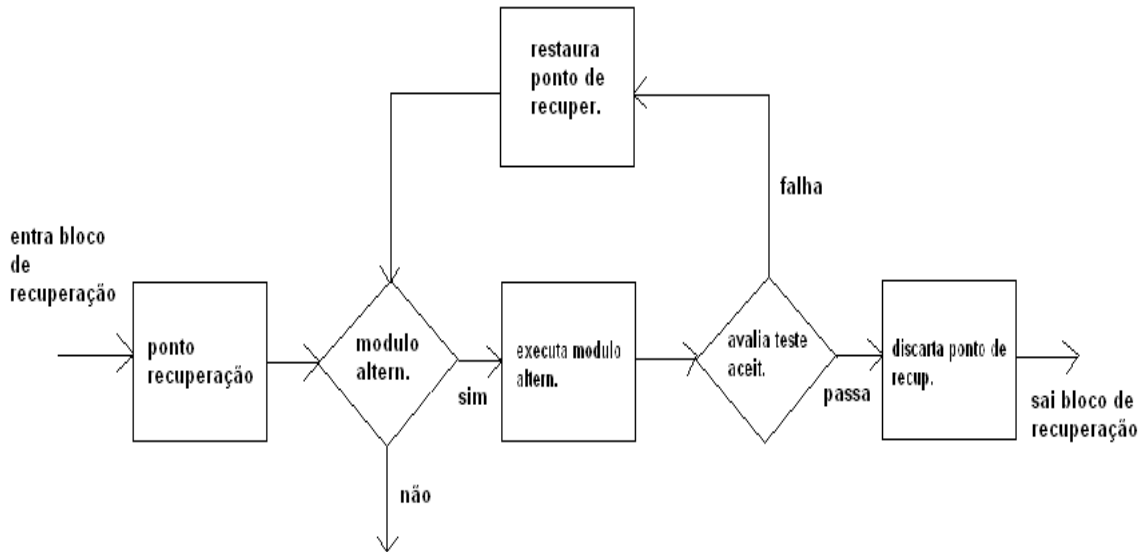 restaura
ponto de
recuper.
falha
entra bloco
de
recuperação
ponto
recuperação
modulo
altern.
sim
não
executa modulo
altern.
avalia teste
aceit.
passa
discarta ponto de
recup.
sai bloco de
recuperação